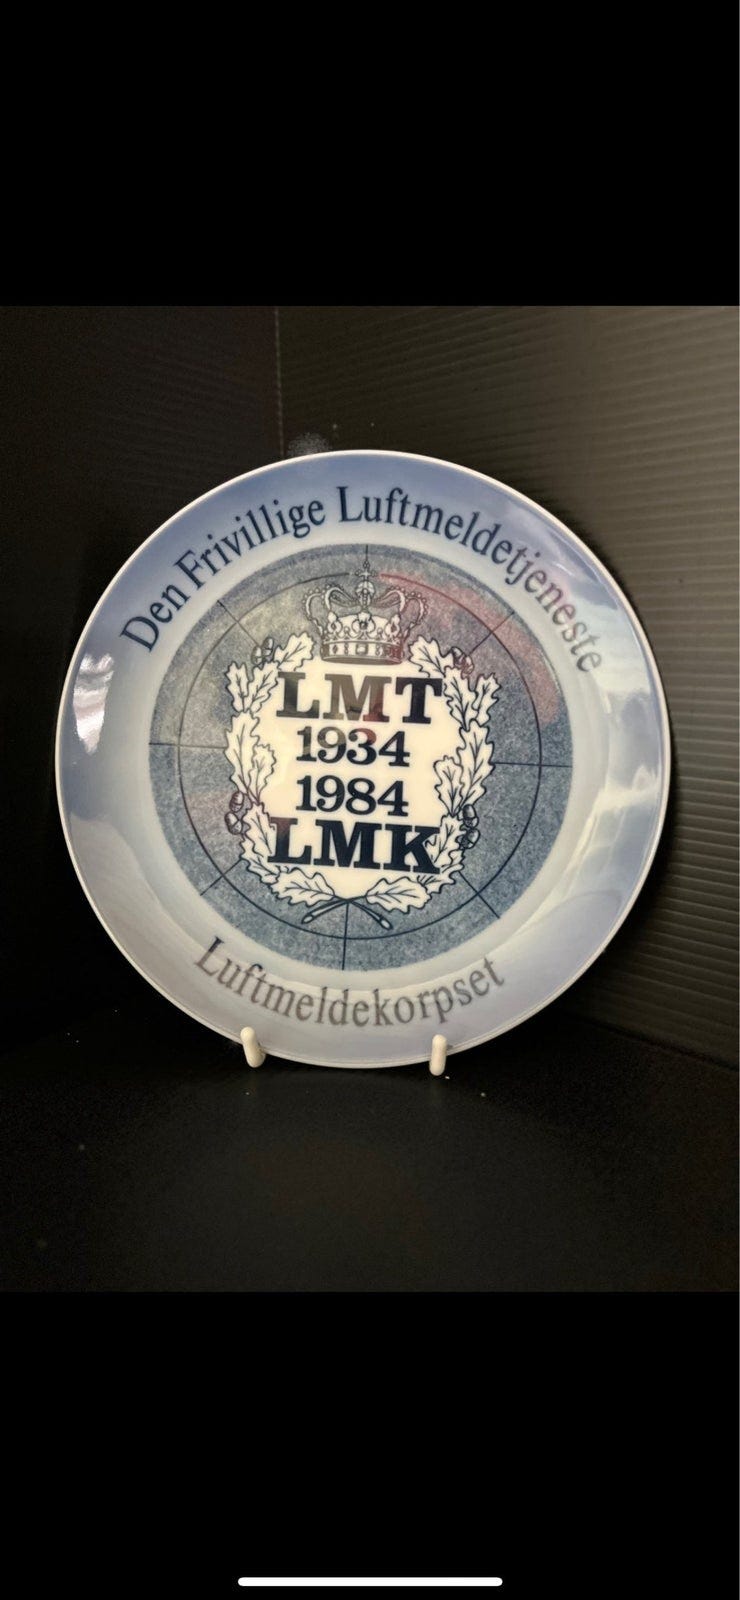 Den Frivillige Luftmeldetjeneste
LMT
1934
1984
LMK
Luftmeldekorpset